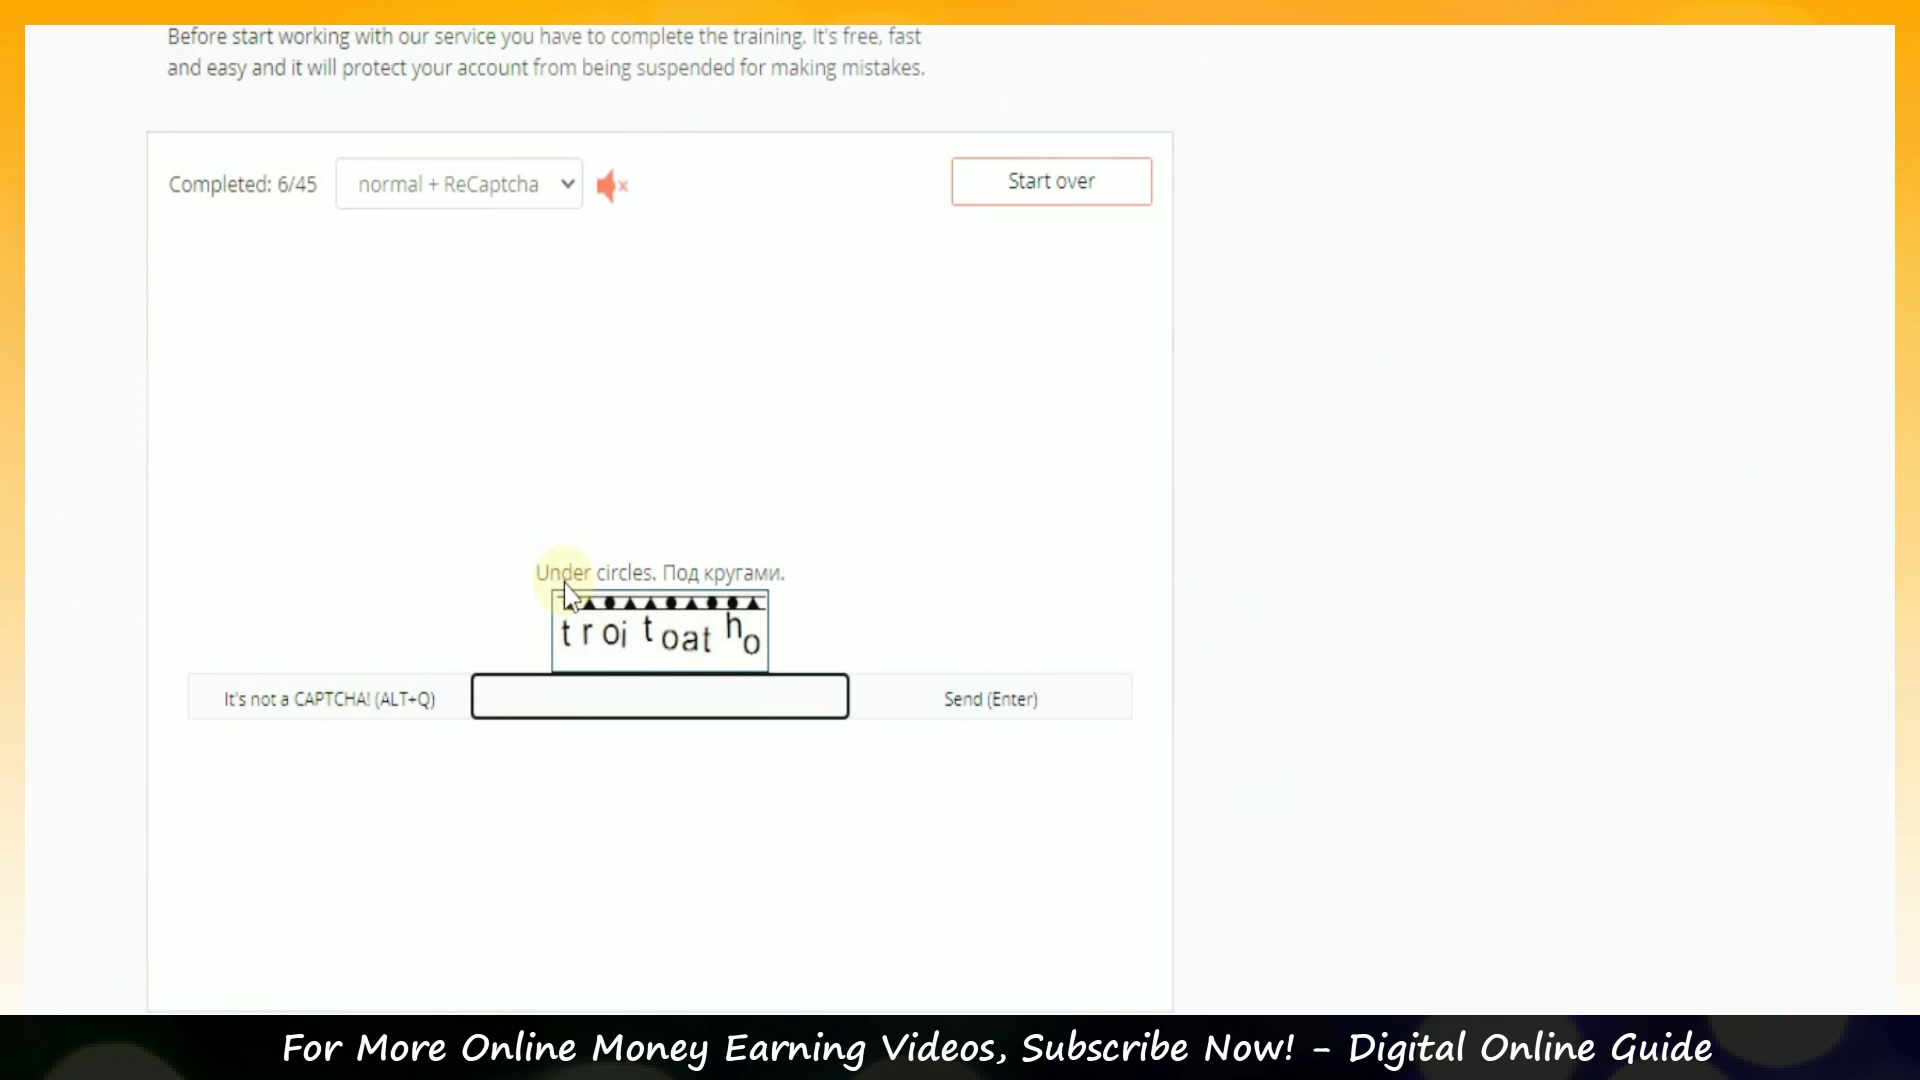 Before start working with our service you have to complete the training. It's free, fast
and easy and it will protect your account from being suspended for making mistakes.
Completed: 6/45
normal + ReCaptcha
Start over
Under circles. Под кругами.
t r oi t oat ho
It's not a CAPTCHA! (ALT+Q)
Send (Enter)
For More Online Money Earning Videos, Subscribe Now! - Digital Online Guide